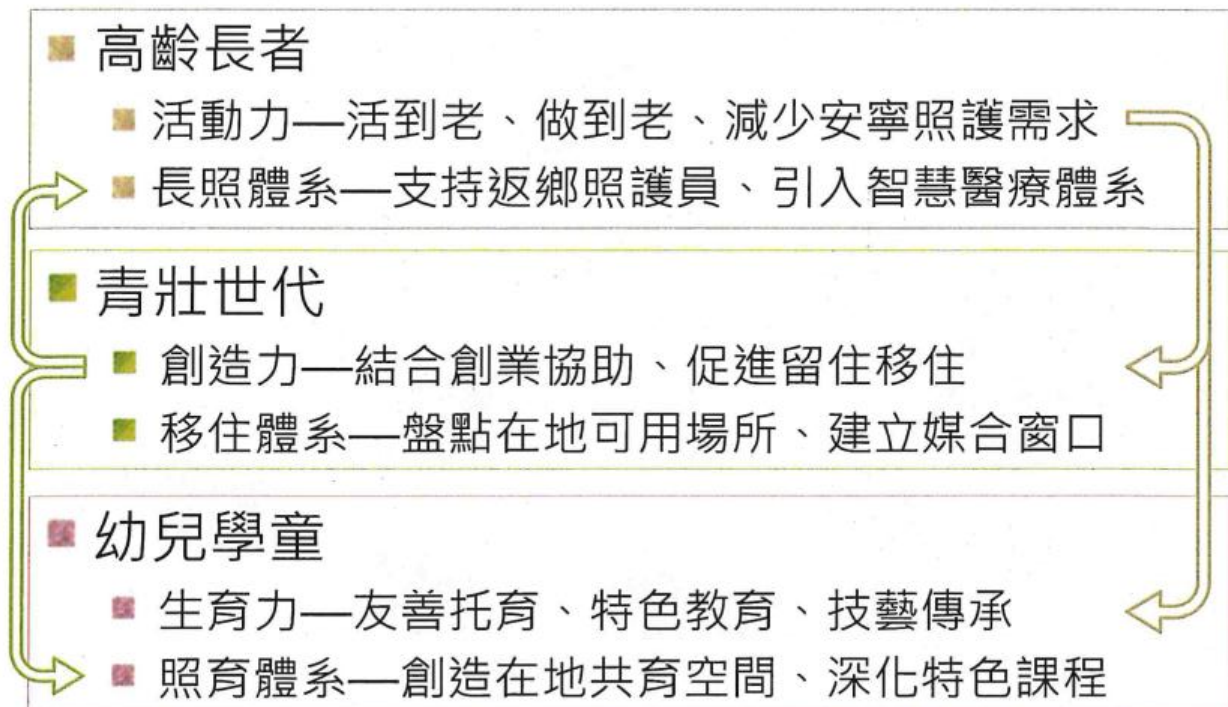 高齡長者
活動力—活到老、做到老、減少安寧照護需求
長照體系—支持返鄉照護員、引入智慧醫療體系
青壯世代
創造力—結合創業協助、促進留住移住
移住體系—盤點在地可用場所、建立媒合窗口
幼兒學童
生育力—友善托育、特色教育、技藝傳承
照育體系—創造在地共育空間、深化特色課程